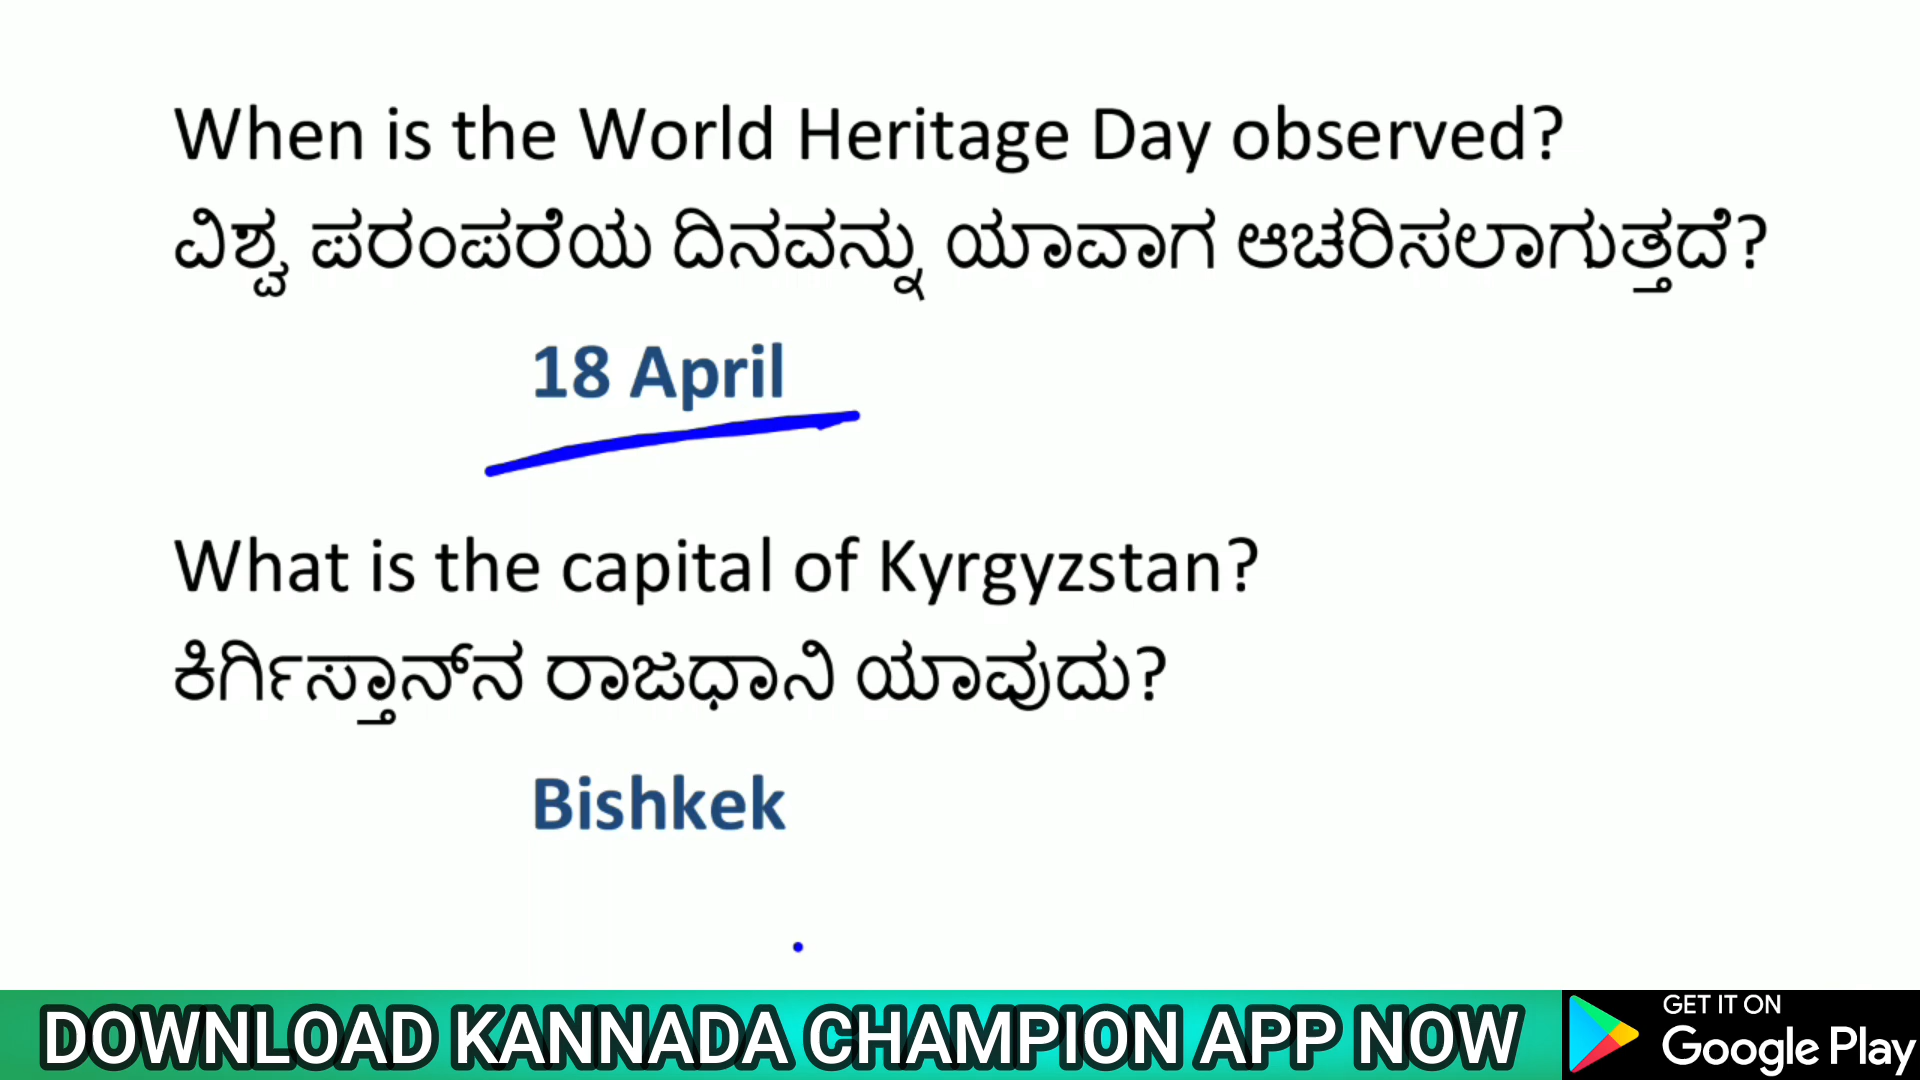 When is the World Heritage Day observed?
ವಿಶ್ವ ಪರಂಪರೆಯ ದಿನವನ್ನು ಯಾವಾಗ ಆಚರಿಸಲಾಗುತ್ತದೆ?
18 April
What is the capital of Kyrgyzstan?
ಕಿರ್ಗಿಸ್ತಾನ್‌ನ ರಾಜಧಾನಿ ಯಾವುದು?
Bishkek
DOWNLOAD KANNADA CHAMPION APP NOW
GET IT ON
Google Play